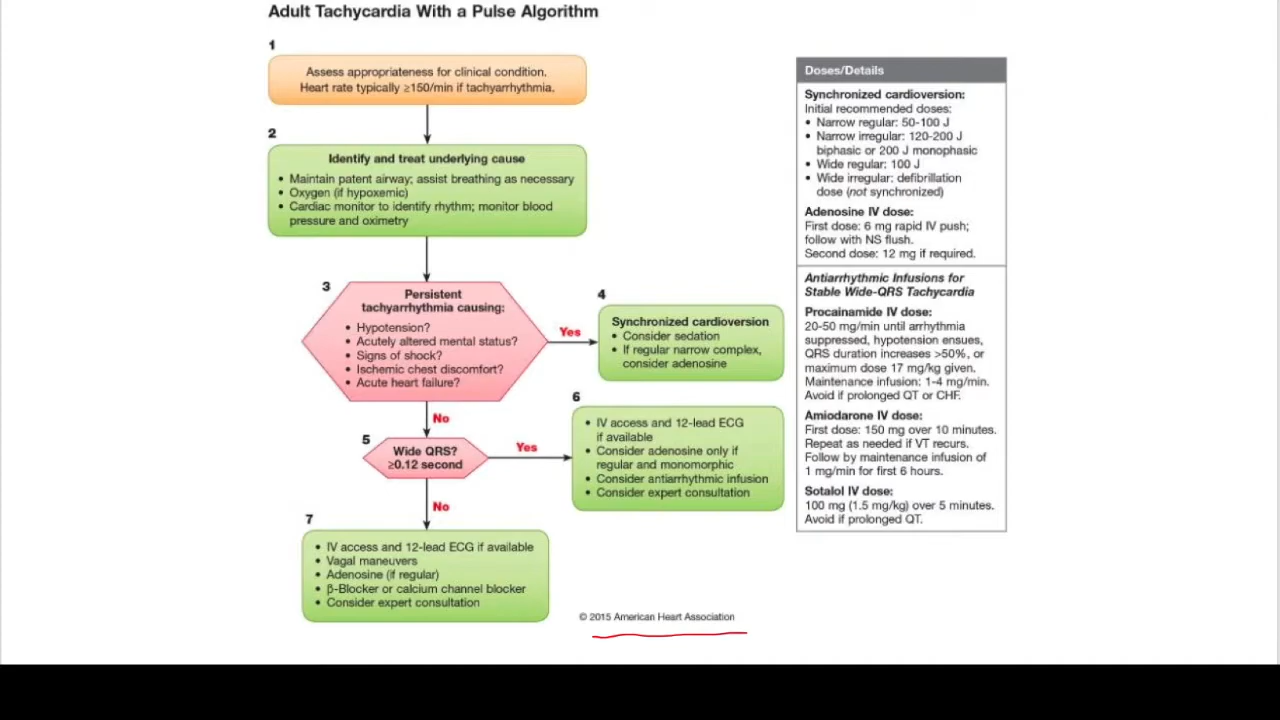 Adult Tachycardia With a Pulse Algorithm
1
Assess appropriateness for clinical condition.
Heart rate typically ≥150/min if tachyarrhythmia.
2
Identify and treat underlying cause
• Maintain patent airway; assist breathing as necessary
• Oxygen (if hypoxemic)
• Cardiac monitor to identify rhythm; monitor blood
pressure and oximetry
3
Persistent
tachyarrhythmia causing:
• Hypotension?
• Acutely altered mental status?
• Signs of shock?
• Ischemic chest discomfort?
• Acute heart failure?
Yes
4
Synchronized cardioversion
• Consider sedation
• If regular narrow complex,
consider adenosine
No
5
Wide QRS?
≥0.12 second
Yes
6
• IV access and 12-lead ECG
if available
• Consider adenosine only if
regular and monomorphic
• Consider antiarrhythmic infusion
• Consider expert consultation
No
7
• IV access and 12-lead ECG if available
• Vagal maneuvers
• Adenosine (if regular)
• β-Blocker or calcium channel blocker
• Consider expert consultation
Doses/Details
Synchronized cardioversion:
Initial recommended doses:
• Narrow regular: 50-100 J
• Narrow irregular: 120-200 J
biphasic or 200 J monophasic
• Wide regular: 100 J
• Wide irregular: defibrillation
dose (not synchronized)
Adenosine IV dose:
First dose: 6 mg rapid IV push;
follow with NS flush.
Second dose: 12 mg if required.
Antiarrhythmic Infusions for
Stable Wide-QRS Tachycardia
Procainamide IV dose:
20-50 mg/min until arrhythmia
suppressed, hypotension ensues,
QRS duration increases >50%, or
maximum dose 17 mg/kg given.
Maintenance infusion: 1-4 mg/min.
Avoid if prolonged QT or CHF.
Amiodarone IV dose:
First dose: 150 mg over 10 minutes.
Repeat as needed if VT recurs.
Follow by maintenance infusion of
1 mg/min for first 6 hours.
Sotalol IV dose:
100 mg (1.5 mg/kg) over 5 minutes.
Avoid if prolonged QT.
© 2015 American Heart Association